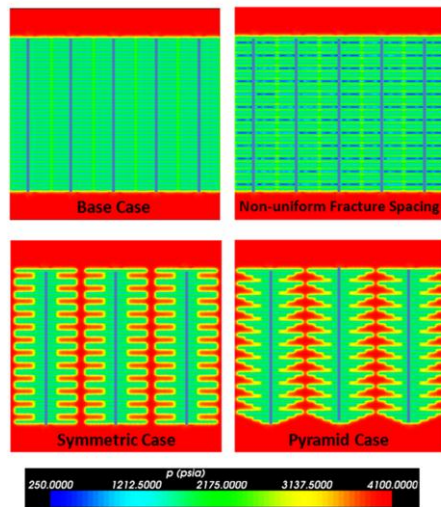 Base Case
Non-uniform Fracture Spacing
Symmetric Case
Pyramid Case
p (psia)
250.0000 1212.5000 2175.0000 3137.5000 4100.0000